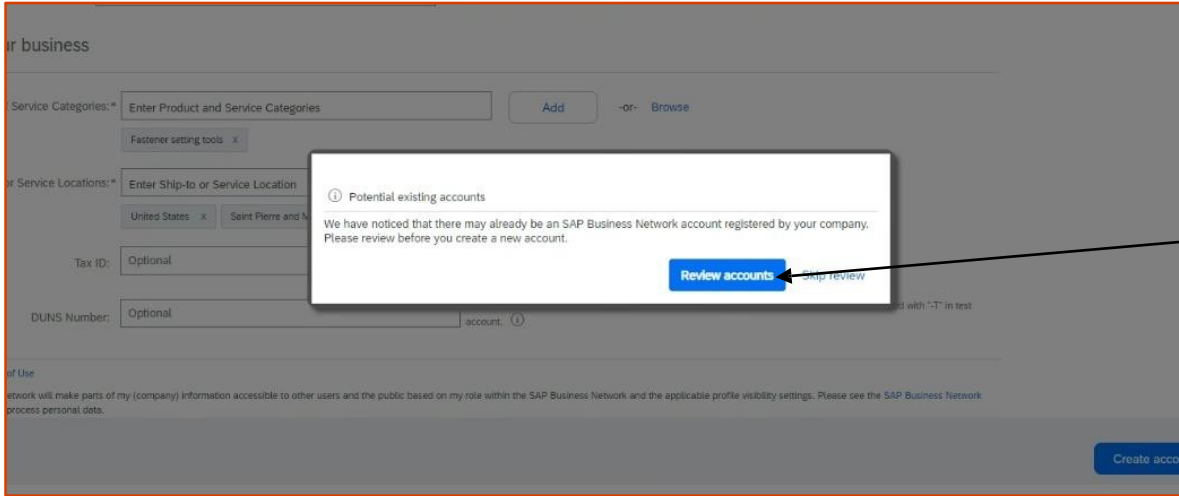 ur business
Service Categories:* Enter Product and Service Categories Add -or- Browse
Fastener setting tools x
or Service Locations:* Enter Ship-to or Service Location
United States x Saint Pierre and M
ⓘ Potential existing accounts
We have noticed that there may already be an SAP Business Network account registered by your company.
Please review before you create a new account.
Review accounts Skip review
Tax ID: Optional
DUNS Number: Optional
ed with "-T" in test
account. ⓘ
of Use
etwork will make parts of my (company) information accessible to other users and the public based on my role within the SAP Business Network and the applicable profile visibility settings. Please see the SAP Business Network
process personal data.
Create acco